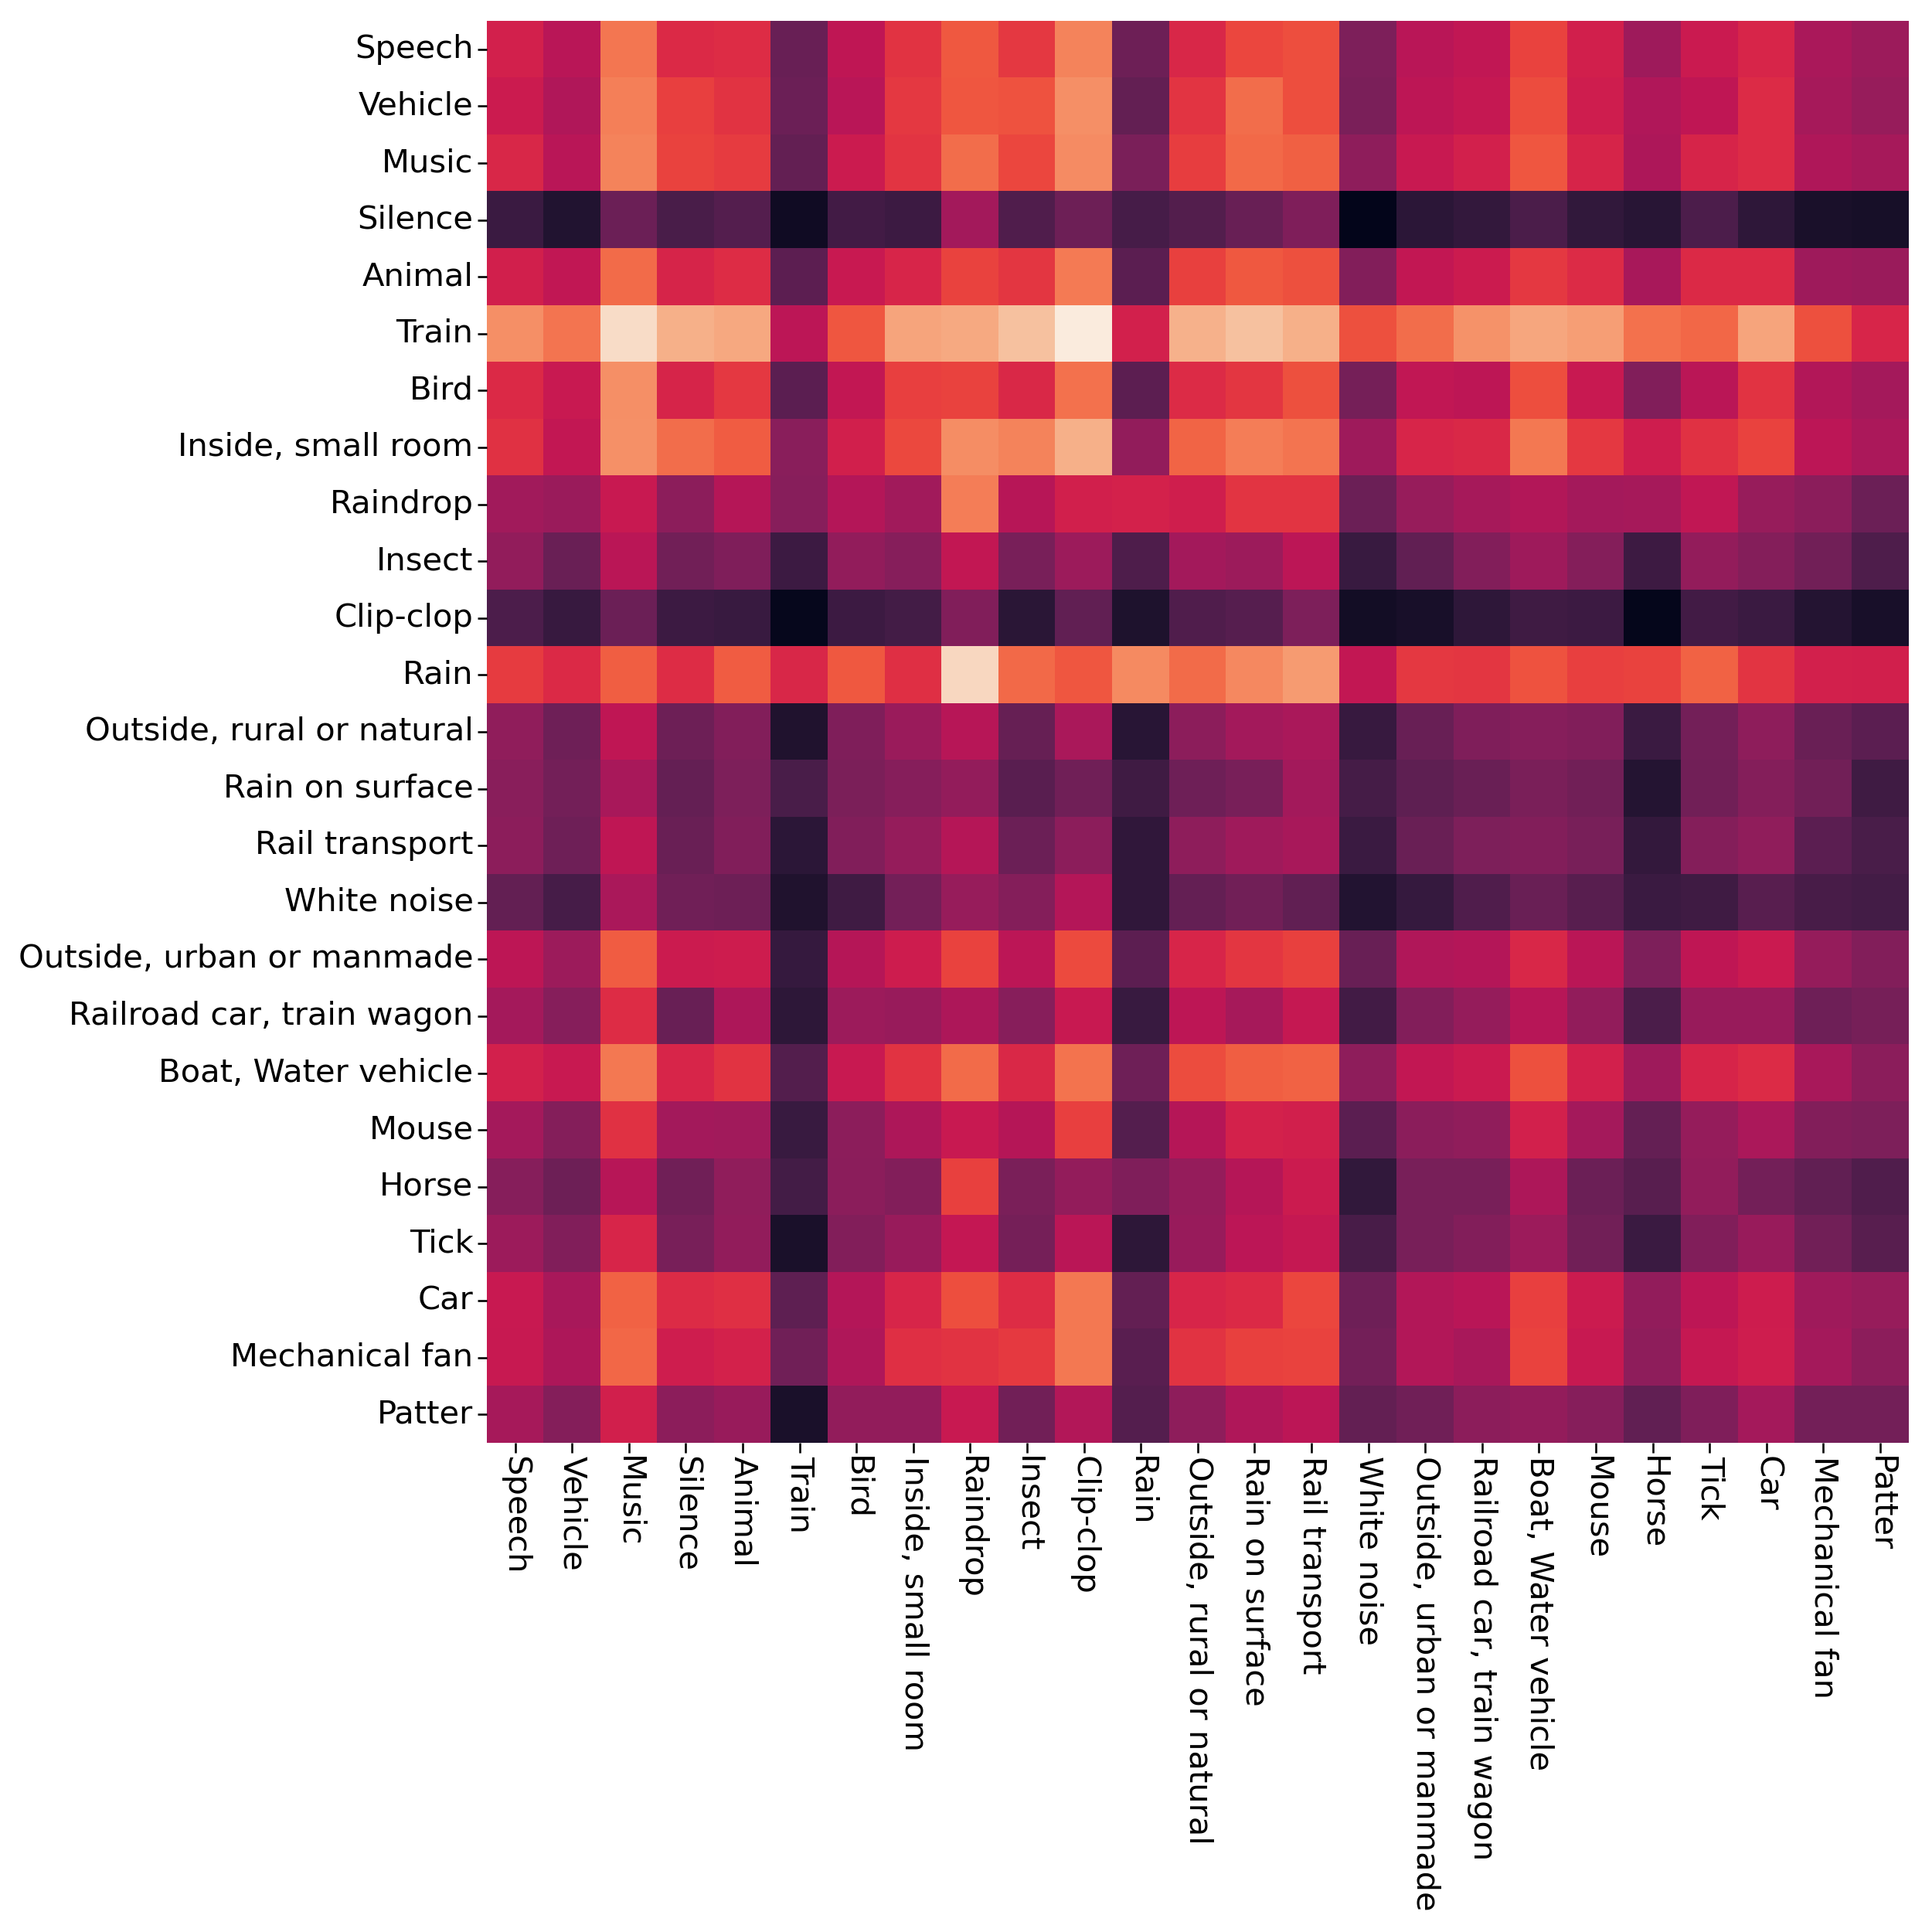 Speech
Vehicle
Music
Silence
Animal
Train
Bird
Inside, small room
Raindrop
Insect
Clip-clop
Rain
Outside, rural or natural
Rain on surface
Rail transport
White noise
Outside, urban or manmade
Railroad car, train wagon
Boat, Water vehicle
Mouse
Horse
Tick
Car
Mechanical fan
Patter
Speech
Vehicle
Music
Silence
Animal
Train
Bird
Inside, small room
Raindrop
Insect
Clip-clop
Rain
Outside, rural or natural
Rain on surface
Rail transport
White noise
Outside, urban or manmade
Railroad car, train wagon
Boat, Water vehicle
Mouse
Horse
Tick
Car
Mechanical fan
Patter